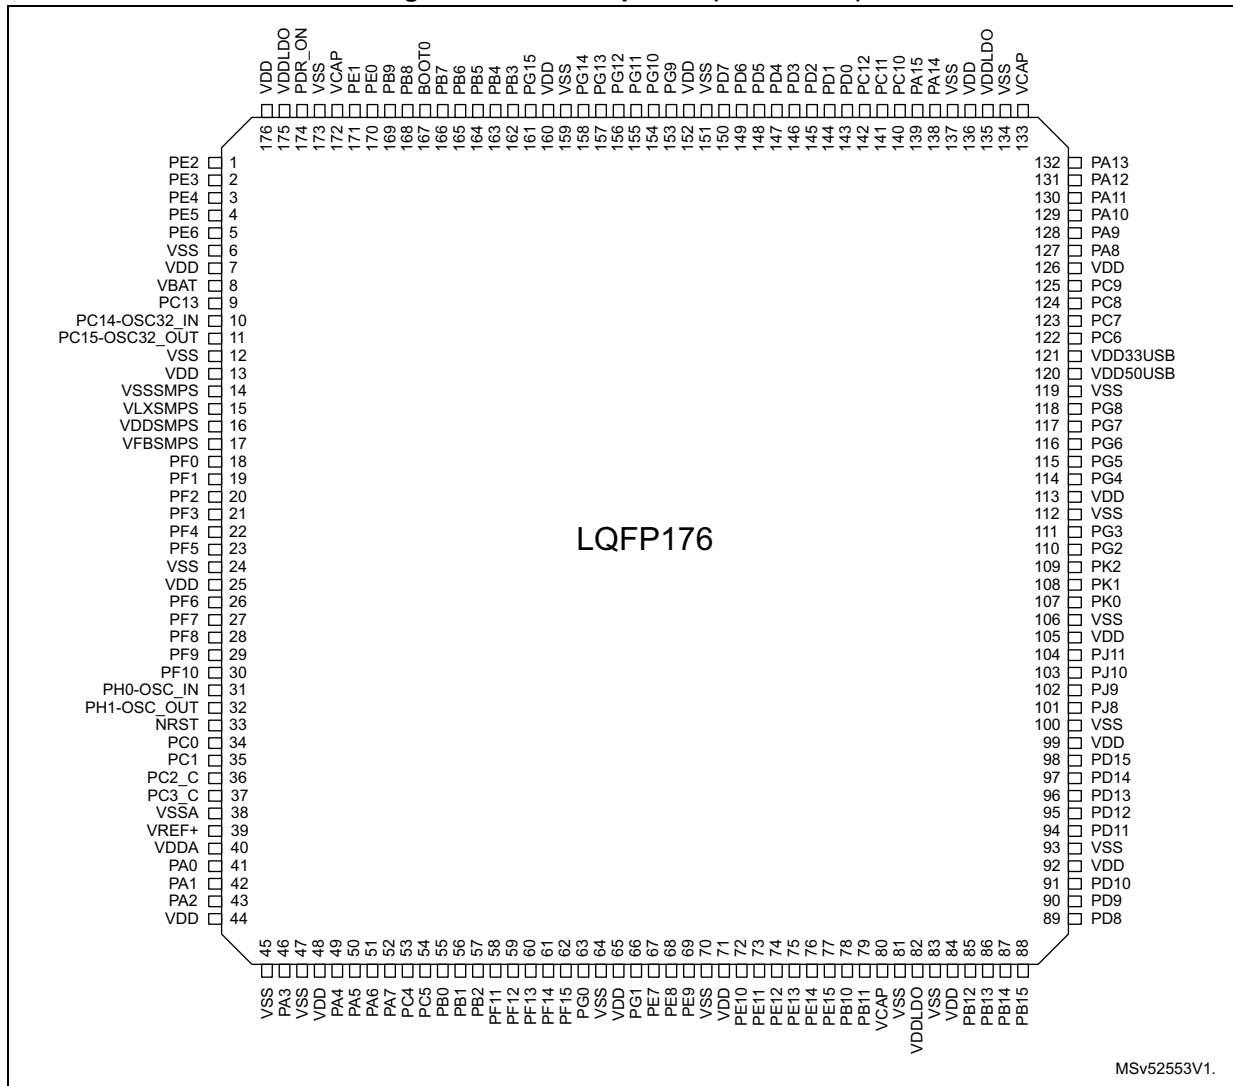 VDD VDDLDO PDR_ON VSS VCAP PE1 PE0 PB9 PB8 BOOT0 PB7 PB6 PB5 PB4 PB3 PG15 VDD VSS PG14 PG13 PG12 PG11 PG10 PG9 VDD VSS PD7 PD6 PD5 PD4 PD3 PD2 PD1 PD0 PC12 PC11 PC10 PA15 PA14 VSS VDD VDDLDO VSS VCAP
176 175 174 173 172 171 170 169 168 167 166 165 164 163 162 161 160 159 158 157 156 155 154 153 152 151 150 149 148 147 146 145 144 143 142 141 140 139 138 137 136 135 134 133
PE2 1 132 PA13
PE3 2 131 PA12
PE4 3 130 PA11
PE5 4 129 PA10
PE6 5 128 PA9
VSS 6 127 PA8
VDD 7 126 VDD
VBAT 8 125 PC9
PC13 9 124 PC8
PC14-OSC32_IN 10 123 PC7
PC15-OSC32_OUT 11 122 PC6
VSS 12 121 VDD33USB
VDD 13 120 VDD50USB
VSSSMPS 14 119 VSS
VLXSMPS 15 118 PG8
VDDSMPS 16 117 PG7
VFBSMPS 17 116 PG6
PF0 18 115 PG5
PF1 19 114 PG4
PF2 20 113 VDD
PF3 21 112 VSS
PF4 22 111 PG3
PF5 23 110 PG2
VSS 24 109 PK2
VDD 25 108 PK1
PF6 26 107 PK0
PF7 27 106 VSS
PF8 28 105 VDD
PF9 29 104 PJ11
PF10 30 103 PJ10
PH0-OSC_IN 31 102 PJ9
PH1-OSC_OUT 32 101 PJ8
NRST 33 100 VSS
PC0 34 99 VDD
PC1 35 98 PD15
PC2_C 36 97 PD14
PC3_C 37 96 PD13
VSSA 38 95 PD12
VREF+ 39 94 PD11
VDDA 40 93 VSS
PA0 41 92 VDD
PA1 42 91 PD10
PA2 43 90 PD9
VDD 44 89 PD8
LQFP176
45 46 47 48 49 50 51 52 53 54 55 56 57 58 59 60 61 62 63 64 65 66 67 68 69 70 71 72 73 74 75 76 77 78 79 80 81 82 83 84 85 86 87 88
VSS PA3 VSS VDD PA4 PA5 PA6 PA7 PC4 PC5 PB0 PB1 PB2 PF11 PF12 PF13 PF14 PF15 PG0 VSS VDD PG1 PE7 PE8 PE9 VSS VDD PE10 PE11 PE12 PE13 PE14 PE15 PB10 PB11 VCAP VSS VDDLDO VSS VDD PB12 PB13 PB14 PB15
MSv52553V1.